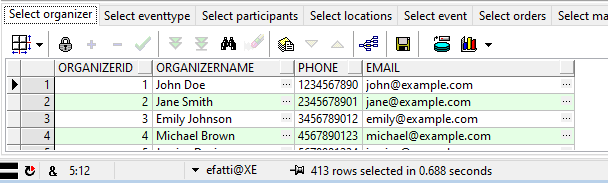 Select organizer Select eventtype Select participants Select locations Select event Select orders Select ma
ORGANIZERID ORGANIZERNAME PHONE EMAIL
1 1 John Doe ... 1234567890 john@example.com ...
2 2 Jane Smith ... 2345678901 jane@example.com ...
3 3 Emily Johnson ... 3456789012 emily@example.com ...
4 4 Michael Brown ... 4567890123 michael@example.com ...
& 5:12 efatti@XE 413 rows selected in 0.688 seconds